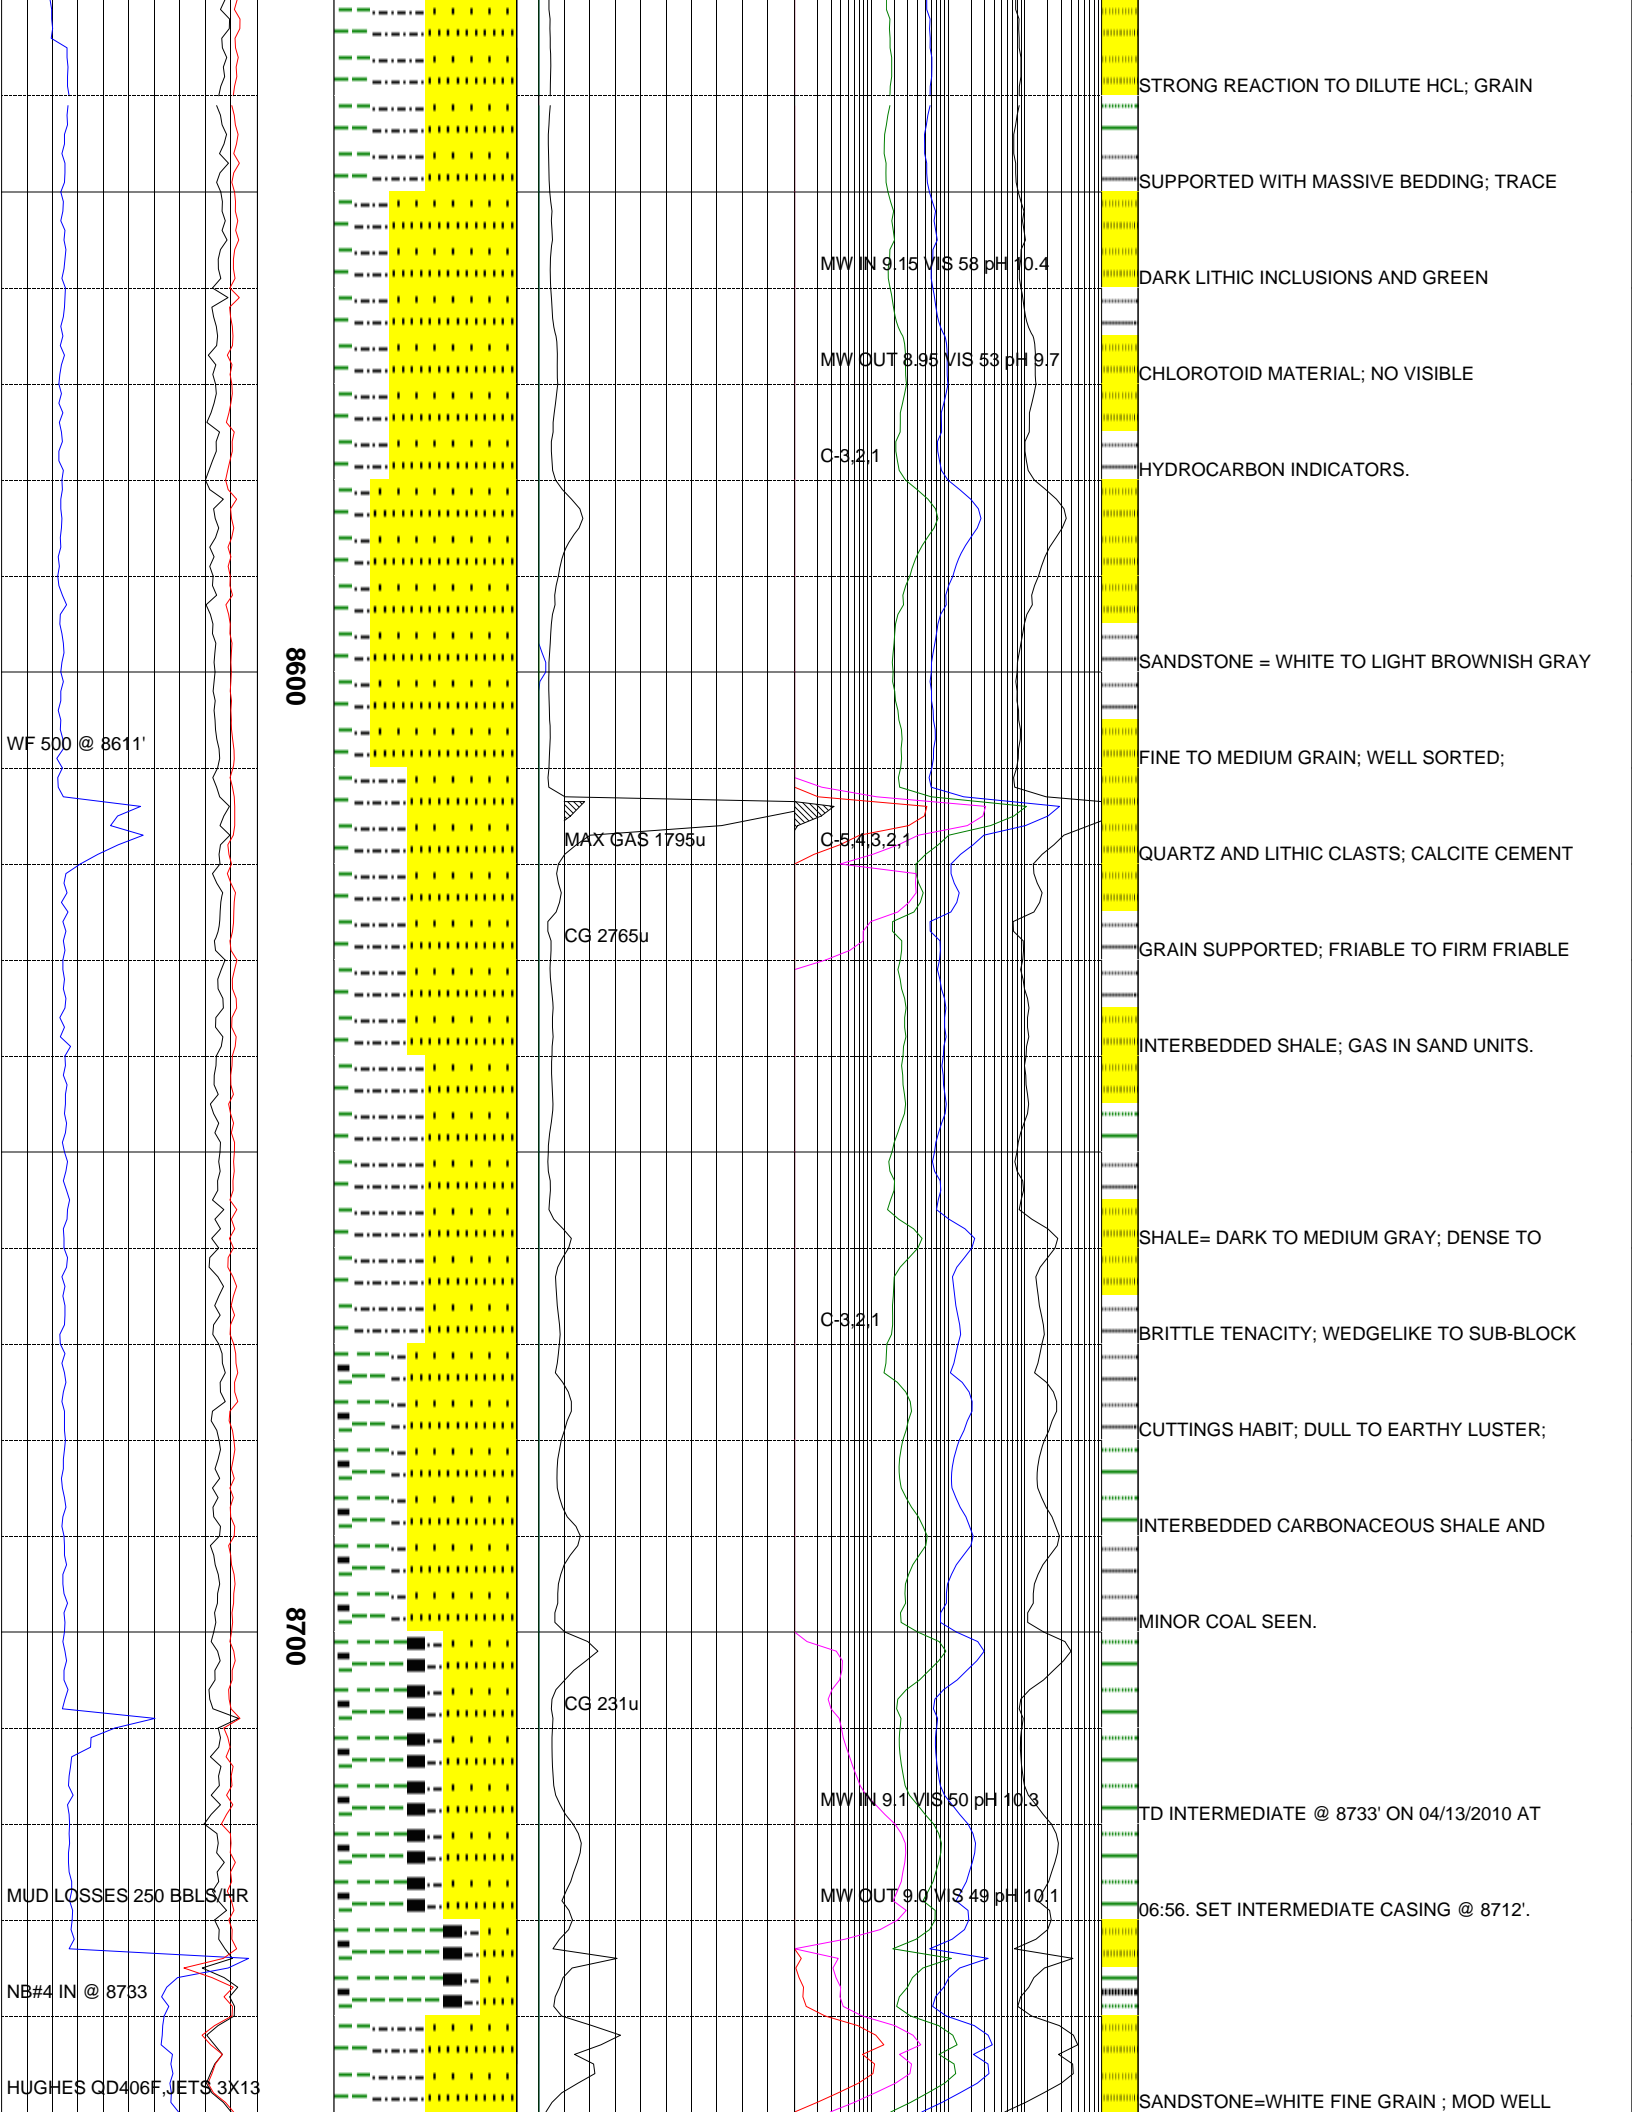 STRONG REACTION TO DILUTE HCL; GRAIN
SUPPORTED WITH MASSIVE BEDDING; TRACE
MW IN 9.15 VIS 58 pH 10.4
DARK LITHIC INCLUSIONS AND GREEN
MW OUT 8.95 VIS 53 pH 9.7
CHLOROTOID MATERIAL; NO VISIBLE
C-3,2,1
HYDROCARBON INDICATORS.
8600
SANDSTONE = WHITE TO LIGHT BROWNISH GRAY
WF 500 @ 8611'
FINE TO MEDIUM GRAIN; WELL SORTED;
MAX GAS 1795u
C-5,4,3,2,1
QUARTZ AND LITHIC CLASTS; CALCITE CEMENT
CG 2765u
GRAIN SUPPORTED; FRIABLE TO FIRM FRIABLE
INTERBEDDED SHALE; GAS IN SAND UNITS.
SHALE= DARK TO MEDIUM GRAY; DENSE TO
C-3,2,1
BRITTLE TENACITY; WEDGELIKE TO SUB-BLOCK
CUTTINGS HABIT; DULL TO EARTHY LUSTER;
INTERBEDDED CARBONACEOUS SHALE AND
8700
MINOR COAL SEEN.
CG 231u
MW IN 9.1 VIS 50 pH 10.3
TD INTERMEDIATE @ 8733' ON 04/13/2010 AT
MUD LOSSES 250 BBLS/HR
MW OUT 9.0 VIS 49 pH 10.1
06:56. SET INTERMEDIATE CASING @ 8712'.
NB#4 IN @ 8733
HUGHES QD406F,JETS 3X13
SANDSTONE=WHITE FINE GRAIN ; MOD WELL